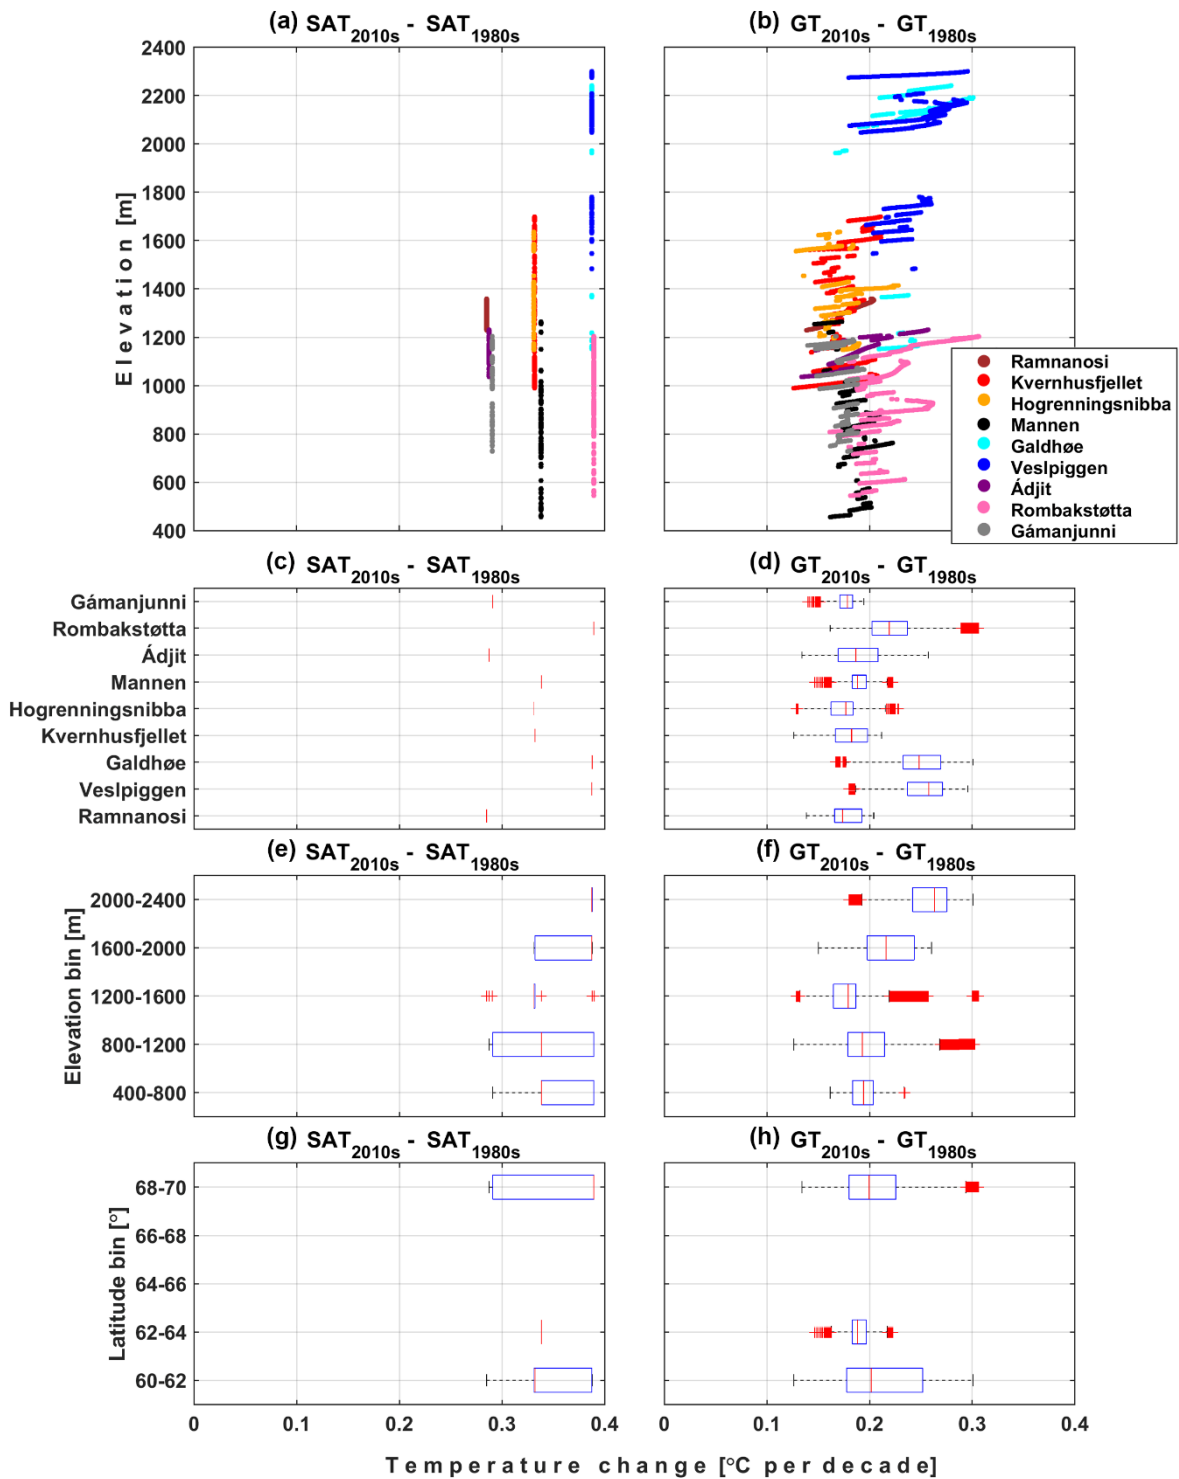 (a) SAT2010s - SAT1980s
(b) GT2010s - GT1980s
2400
2200
2000
1800
1600
1400
1200
1000
800
600
400
Elevation [m]
Ramnanosi
Kvernhusfjellet
Hogrenningsnibba
Mannen
Galdhøe
Veslpiggen
Ádjit
Rombakstøtta
Gámanjunni
(c) SAT2010s - SAT1980s
(d) GT2010s - GT1980s
Gámanjunni
Rombakstøtta
Ádjit
Mannen
Hogrenningsnibba
Kvernhusfjellet
Galdhøe
Veslpiggen
Ramnanosi
(e) SAT2010s - SAT1980s
(f) GT2010s - GT1980s
2000-2400
1600-2000
1200-1600
800-1200
400-800
Elevation bin [m]
(g) SAT2010s - SAT1980s
(h) GT2010s - GT1980s
68-70
66-68
64-66
62-64
60-62
Latitude bin [°]
0 0.1 0.2 0.3 0.4
0.1 0.2 0.3 0.4
Temperature change [°C per decade]